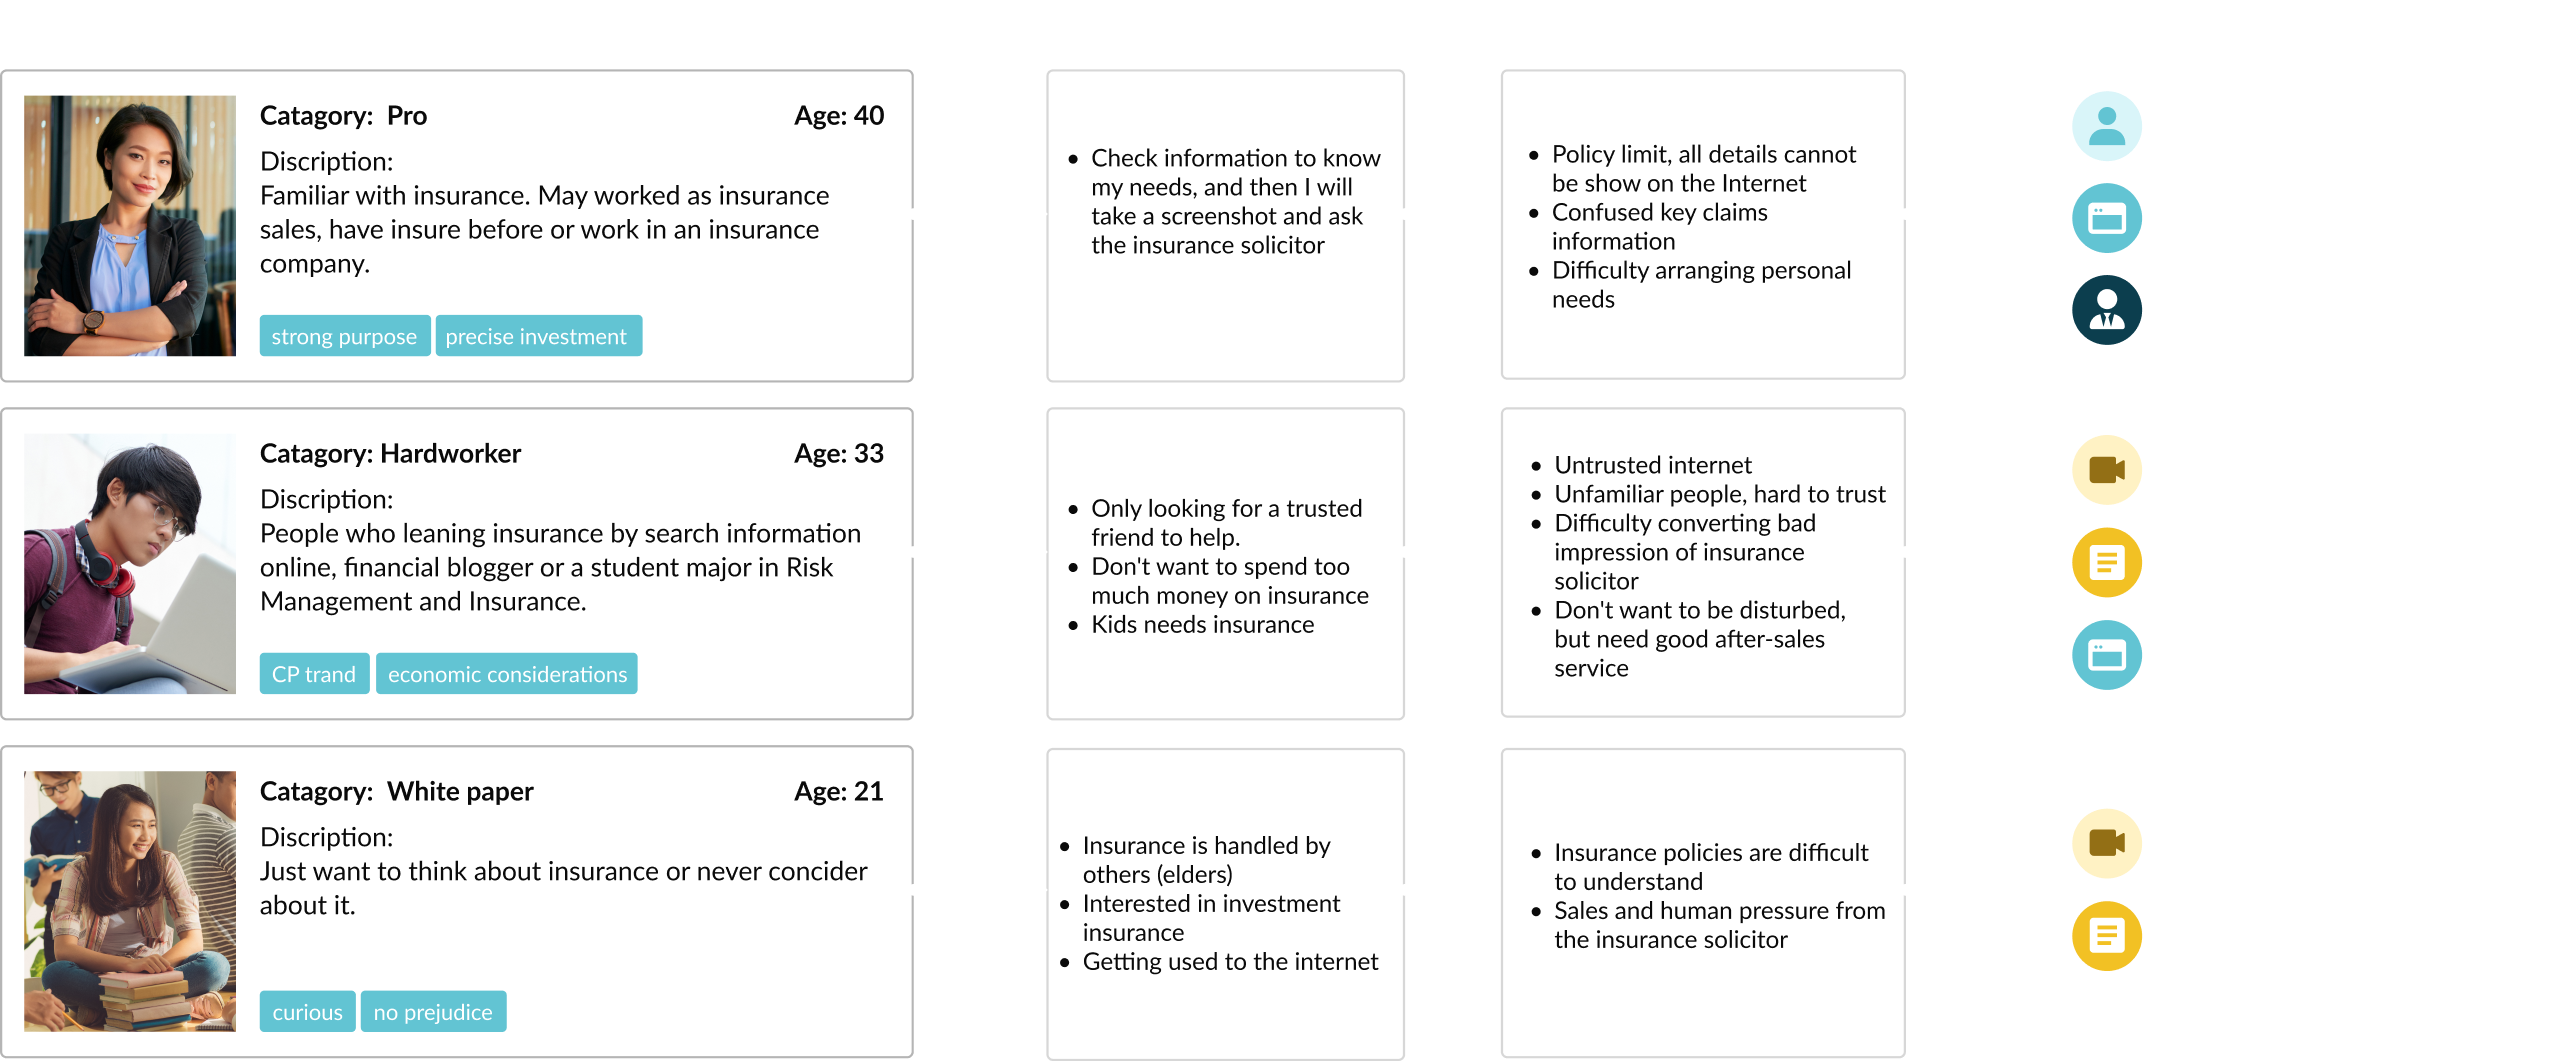 Catagory:  Pro
Age: 40
Discription:
Familiar with insurance. May worked as insurance
sales, have insure before or work in an insurance
company.
strong purpose
precise investment
Check information to know
my needs, and then I will
take a screenshot and ask
the insurance solicitor
Policy limit, all details cannot
be show on the Internet
Confused key claims
information
Difficulty arranging personal
needs
Catagory: Hardworker
Age: 33
Discription:
People who leaning insurance by search information
online, financial blogger or a student major in Risk
Management and Insurance.
CP trand
economic considerations
Only looking for a trusted
friend to help.
Don't want to spend too
much money on insurance
Kids needs insurance
Untrusted internet
Unfamiliar people, hard to trust
Difficulty converting bad
impression of insurance
solicitor
Don't want to be disturbed,
but need good after-sales
service
Catagory:  White paper
Age: 21
Discription:
Just want to think about insurance or never concider
about it.
curious
no prejudice
Insurance is handled by
others (elders)
Interested in investment
insurance
Getting used to the internet
Insurance policies are difficult
to understand
Sales and human pressure from
the insurance solicitor